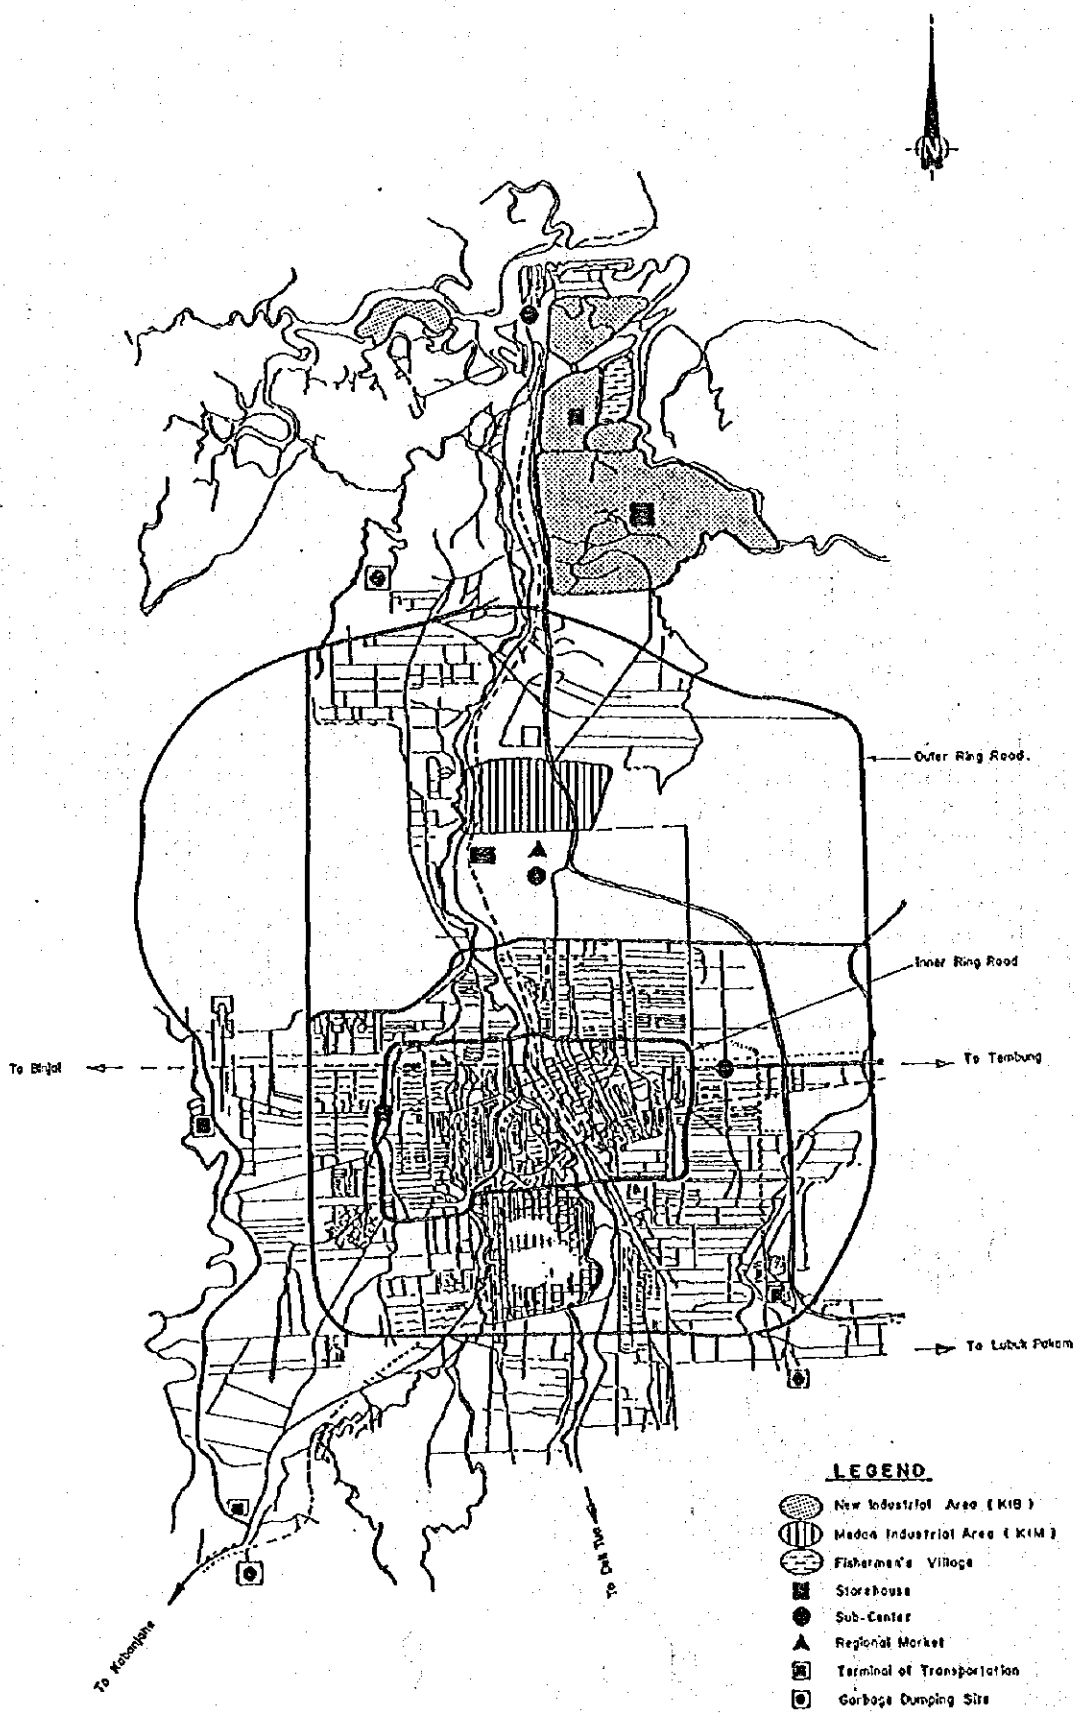 N
Outer Ring Road.
Inner Ring Road
To Binjai
To Tembung
To Lubuk Pakam
To Deli Tua
To Kabanjahe
LEGEND
New Industrial Area ( KIB )
Medan Industrial Area ( KIM )
Fishermen's Village
Storehouse
Sub-Center
Regional Market
Terminal of Transportation
Garbage Dumping Site